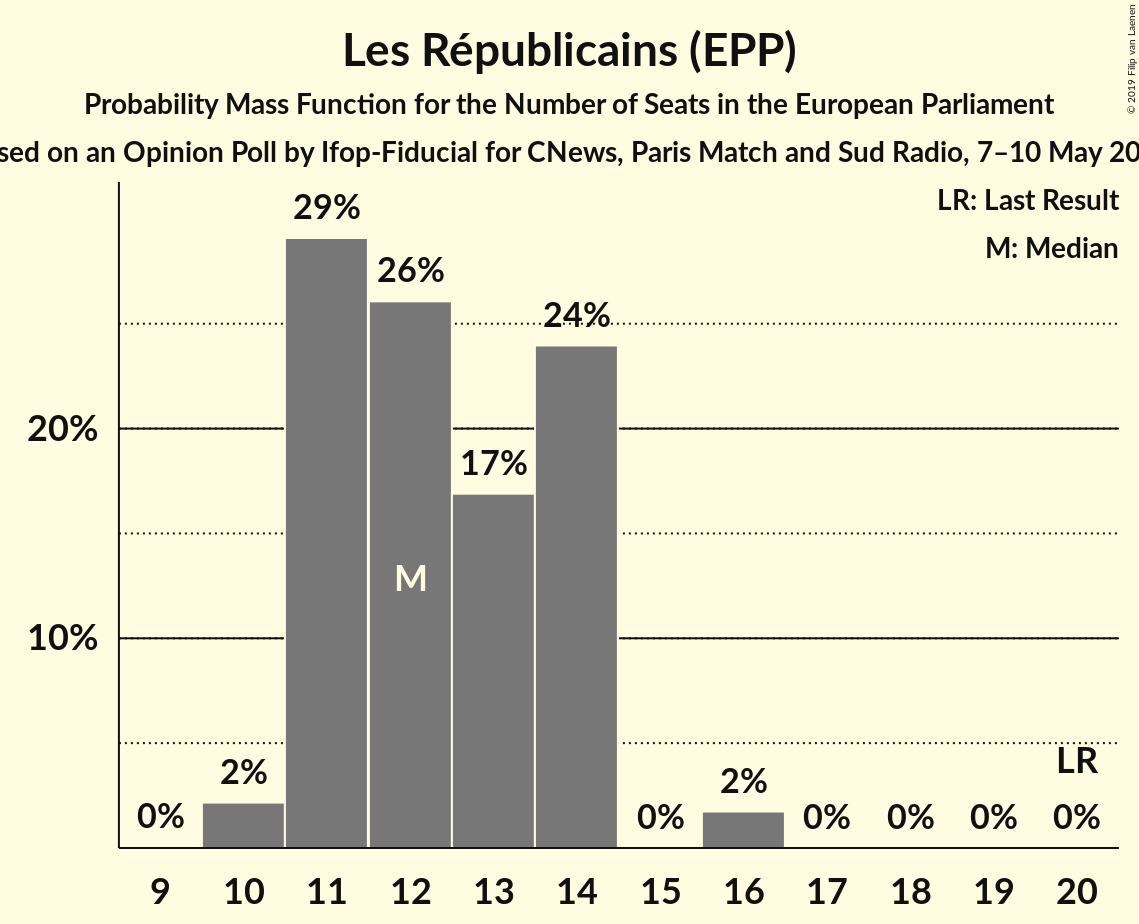 Les Républicains (EPP)
Probability Mass Function for the Number of Seats in the European Parliament
sed on an Opinion Poll by Ifop-Fiducial for CNews, Paris Match and Sud Radio, 7–10 May 20
© 2019 Filip van Laenen
LR: Last Result
M: Median
29%
26%
24%
20%
17%
M
10%
LR
2%
2%
0%
0%
0%
0%
0%
0%
9 10 11 12 13 14 15 16 17 18 19 20